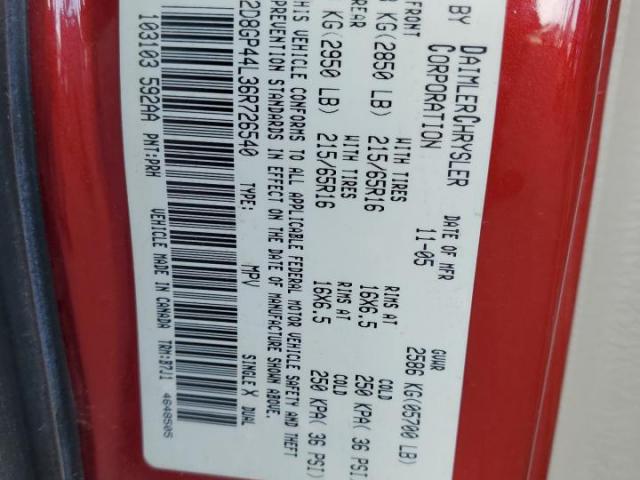 BY DAIMLERCHRYSLER CORPORATION
DATE OF MFR 11-05
GVWR 2586 KG(05700 LB)
FRONT
KG(2850 LB)
WITH TIRES 215/65R16
RIMS AT 16X6.5
COLD 250 KPA( 36 PSI)
REAR
KG(2950 LB)
WITH TIRES 215/65R16
RIMS AT 16X6.5
COLD 250 KPA( 36 PSI)
THIS VEHICLE CONFORMS TO ALL APPLICABLE FEDERAL MOTOR VEHICLE SAFETY AND THEFT
PREVENTION STANDARDS IN EFFECT ON THE DATE OF MANUFACTURE SHOWN ABOVE.
2D8GP44L36R726540
TYPE: MPV
SINGLE X DUAL
103103 592AA
PNT:PRH
VEHICLE MADE IN CANADA
TRM:B7J1
4648505